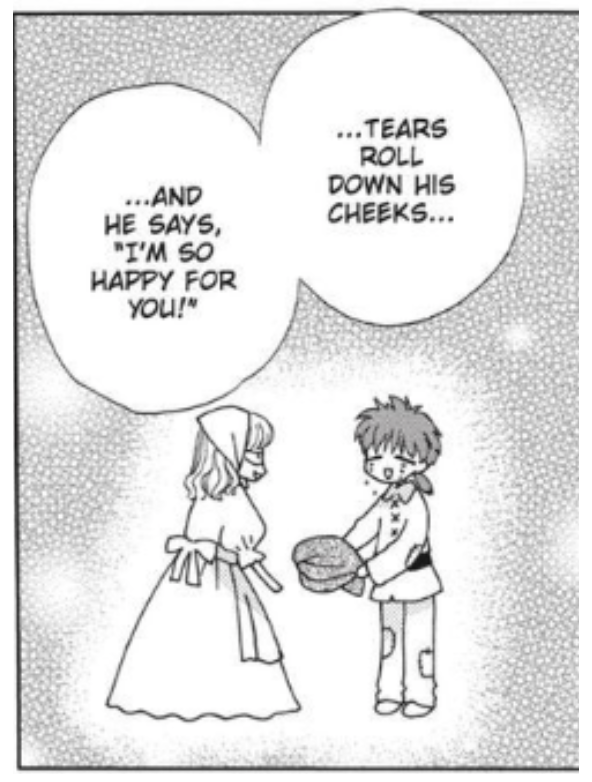 ...TEARS
ROLL
DOWN HIS
CHEEKS...
...AND
HE SAYS,
"I'M SO
HAPPY FOR
YOU!"